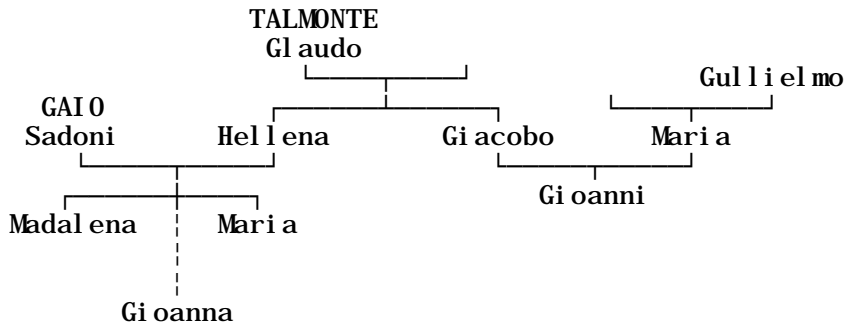 TALMONTE
Glaudo
Gullielmo
GAIO
Sadoni Hellena Giacobo Maria
Gioanni
Madalena Maria
Gioanna